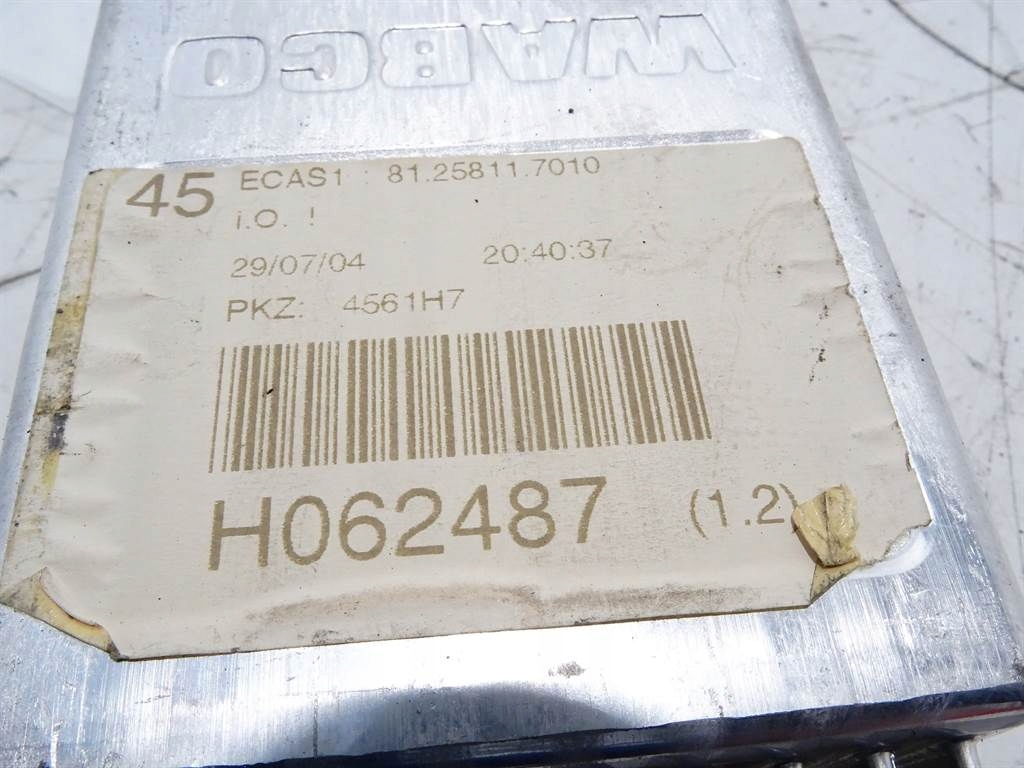 WABCO
45 ECAS1 : 81.25811.7010
i.O. !
29/07/04 20:40:37
PKZ: 4561H7
H062487 (1.2)